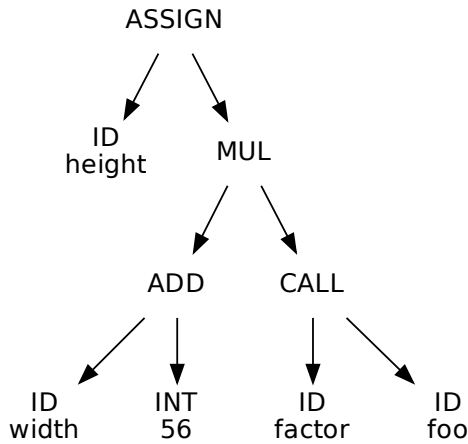 ASSIGN
ID
height
MUL
ADD
CALL
ID
width
INT
56
ID
factor
ID
foo